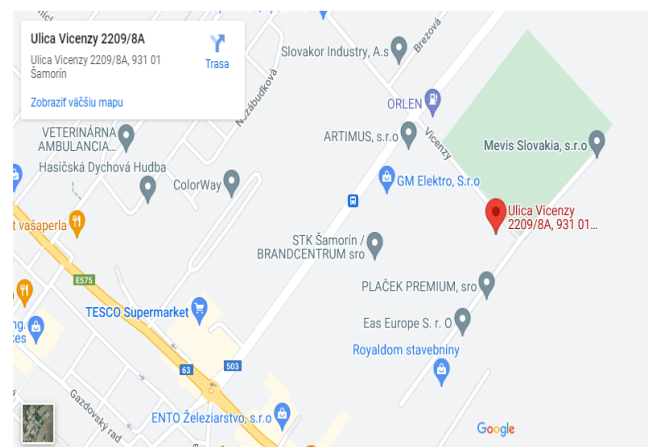 Ulica Vicenzy 2209/8A
Ulica Vicenzy 2209/8A, 931 01
Šamorín
Trasa
Zobraziť väčšiu mapu
Slovakor Industry, A.s
Brezová
Nezábudková
ORLEN
Vicenzy
ARTIMUS, s.r.o
Mevis Slovakia, s.r.o
VETERINÁRNA
AMBULANCIA...
Hasičská Dychová Hudba
ColorWay
GM Elektro, S.r.o
Ulica Vicenzy
2209/8A, 931 01...
t vašaperla
STK Šamorín /
BRANDCENTRUM sro
E575
PLAČEK PREMIUM, sro
TESCO Supermarket
Eas Europe S. r. O
ng.
es
Royaldom stavebniny
63
503
Gazdovský rad
ENTO Železiarstvo, s.r.o
Google